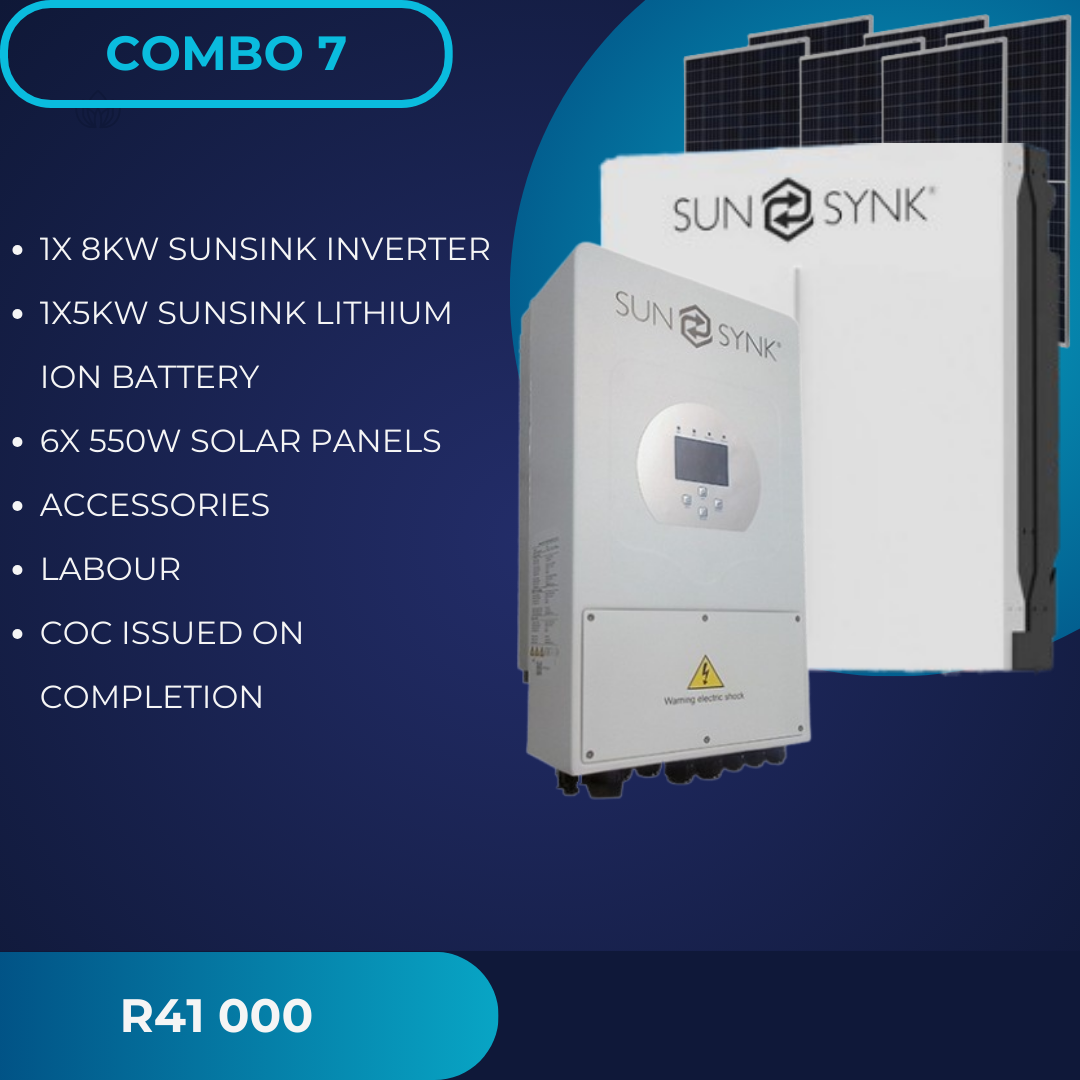 COMBO 7
SUN SYNK®
1X 8KW SUNSINK INVERTER
1X5KW SUNSINK LITHIUM
ION BATTERY
6X 550W SOLAR PANELS
ACCESSORIES
LABOUR
COC ISSUED ON
COMPLETION
SUN SYNK®
Warning electric shock
R41 000